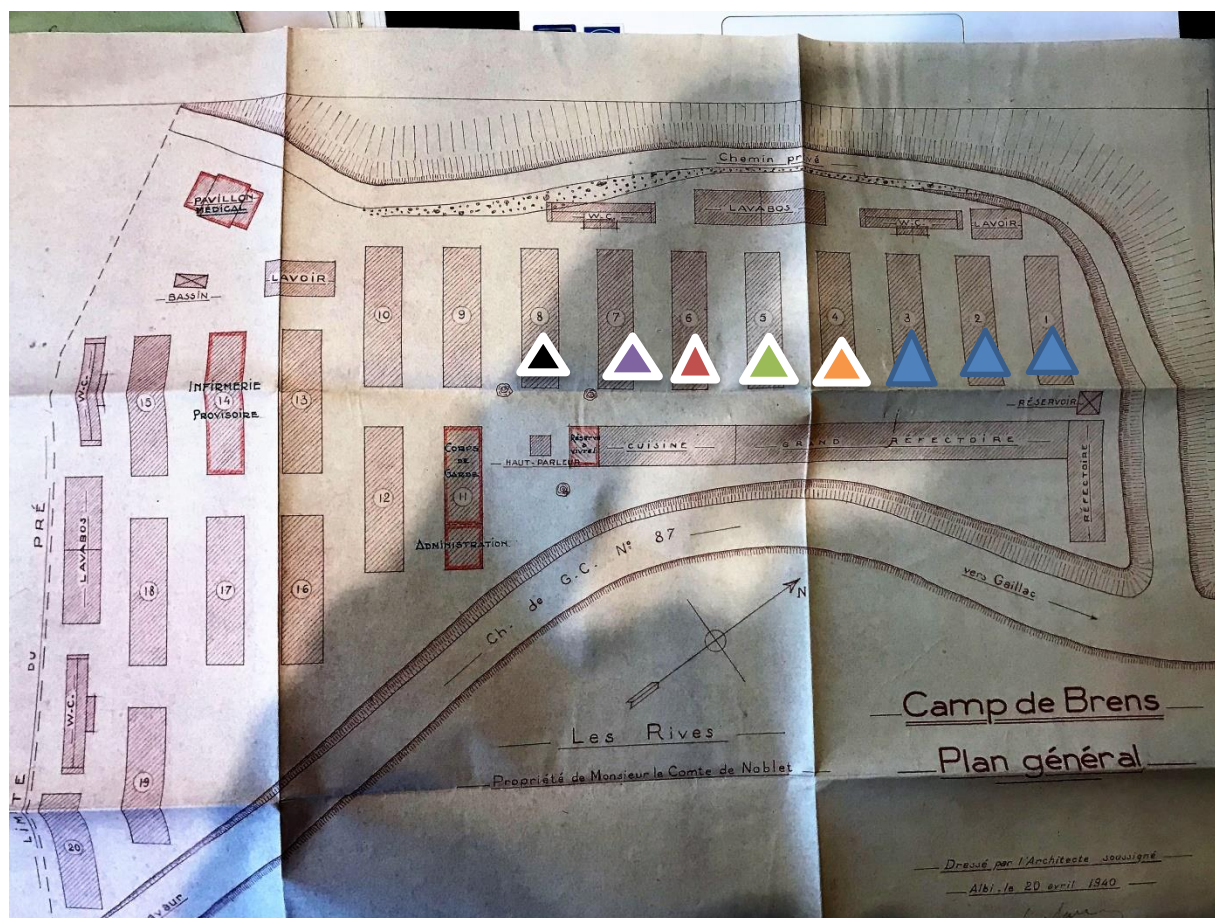 Chemin privé
PAVILLON
MÉDICAL
W.C.
LAVABOS
W.C.
LAVOIR
LAVOIR
BASSIN
10
9
8
7
6
5
4
3
2
1
W.C.
15
INFIRMERIE
14
PROVISOIRE
13
RÉSERVOIR
CORPS
DE
GARDE
11
ADMINISTRATION
12
HAUT-PARLEUR
RÉSERVE
À
VIVRES
CUISINE
GRAND RÉFECTOIRE
RÉFECTOIRE
LAVABOS
18
17
16
Ch. de G.C. N° 87
vers Gaillac
N
W.C.
19
20
LIMITE DU PRÉ
Les Rives
Propriété de Monsieur le Comte de Noblet
Camp de Brens
Plan général
Dressé par l'Architecte soussigné
Albi, le 20 avril 1940